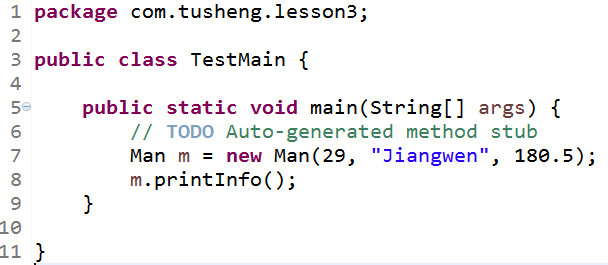 1 package com.tusheng.lesson3;
2
3 public class TestMain {
4
5     public static void main(String[] args) {
6         // TODO Auto-generated method stub
7         Man m = new Man(29, "Jiangwen", 180.5);
8         m.printInfo();
9     }
10
11 }